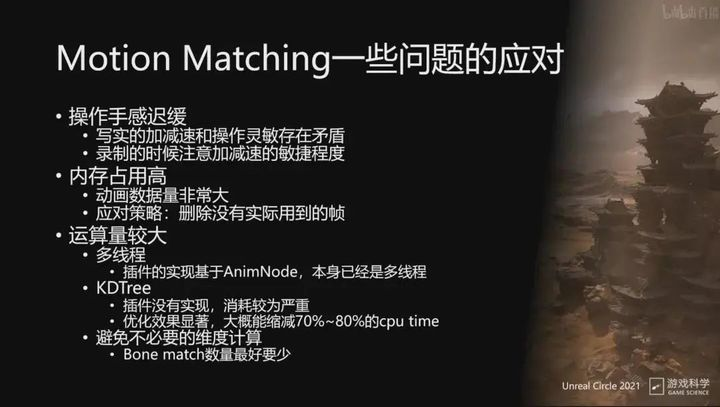 bilibili 直播
Motion Matching一些问题的应对
• 操作手感迟缓
• 写实的加减速和操作灵敏存在矛盾
• 录制的时候注意加减速的敏捷程度
• 内存占用高
• 动画数据量非常大
• 应对策略：删除没有实际用到的帧
• 运算量较大
• 多线程
• 插件的实现基于AnimNode，本身已经是多线程
• KDTree
• 插件没有实现，消耗较为严重
• 优化效果显著，大概能缩减70%~80%的cpu time
• 避免不必要的维度计算
• Bone match数量最好要少
Unreal Circle 2021
游戏科学
GAME SCIENCE